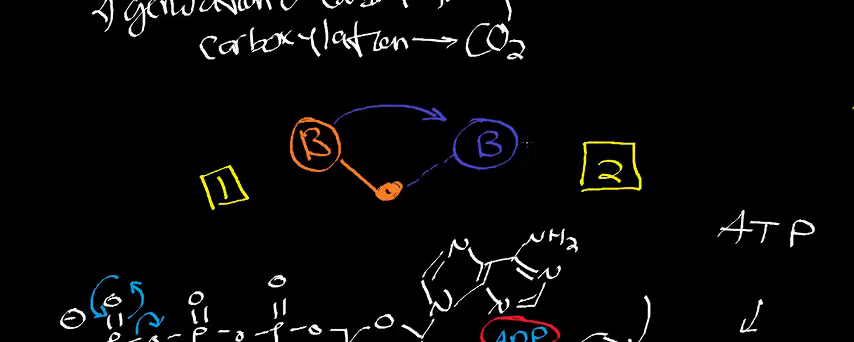 carboxylation → CO2
B B
1 2
ATP
NH2
N N
O O O
N N
⊖ P O P O P O O
ADP